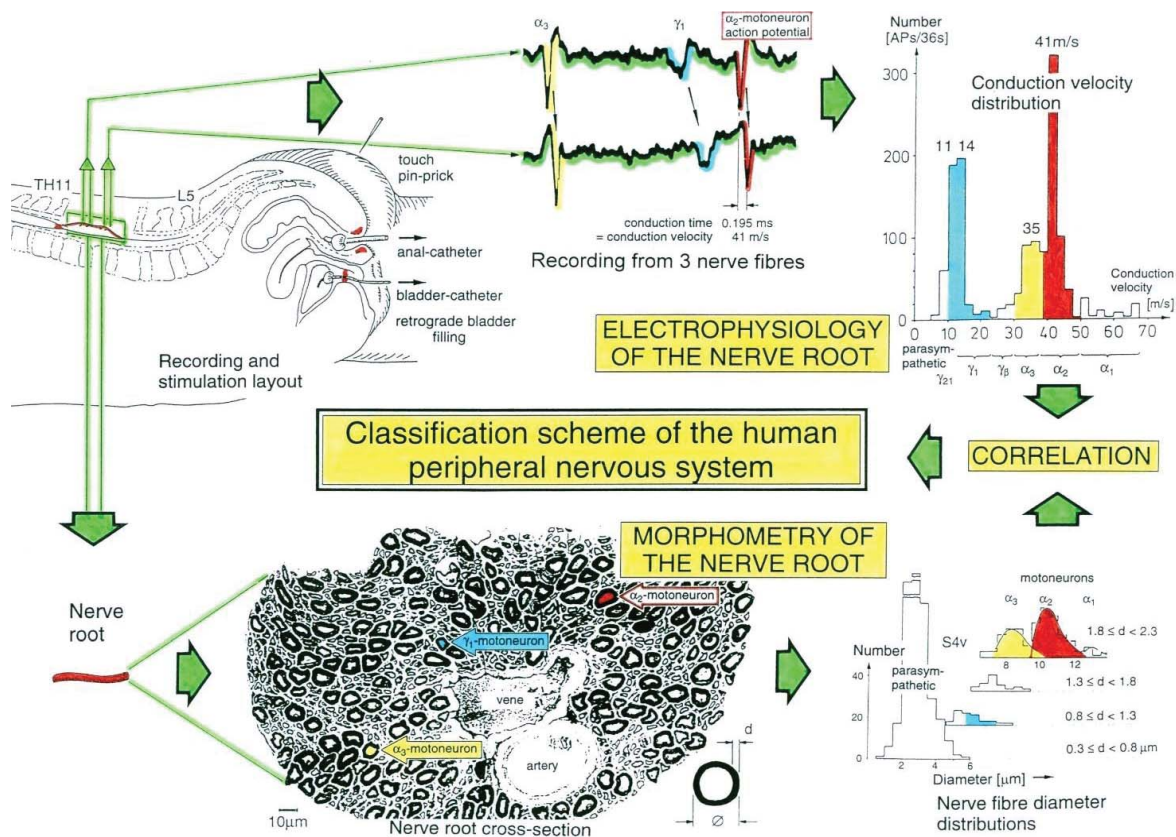 α₃
γ₁
α₂-motoneuron
action potential
TH11
L5
touch
pin-prick
anal-catheter
bladder-catheter
retrograde bladder
filling
Recording and
stimulation layout
conduction time
= conduction velocity
0.195 ms
41 m/s
Recording from 3 nerve fibres
Number
[APs/36s]
41m/s
300
Conduction velocity
distribution
11 14
200
35
100
Conduction
velocity
[m/s]
0
0 10 20 30 40 50 60 70
parasym-
pathetic
γ₂₁ γ₁ γᵦ α₃ α₂ α₁
ELECTROPHYSIOLOGY
OF THE NERVE ROOT
Classification scheme of the human
peripheral nervous system
CORRELATION
MORPHOMETRY OF
THE NERVE ROOT
Nerve
root
α₂-motoneuron
γ₁-motoneuron
vene
α₃-motoneuron
artery
d
Ø
10μm
Nerve root cross-section
motoneurons
α₃ α₂ α₁
S4v
1.8 ≤ d < 2.3
8 10 12
Number
parasym-
pathetic
40
1.3 ≤ d < 1.8
20
0.8 ≤ d < 1.3
0
0.3 ≤ d < 0.8 μm
2 4 6
Diameter [μm]
Nerve fibre diameter
distributions